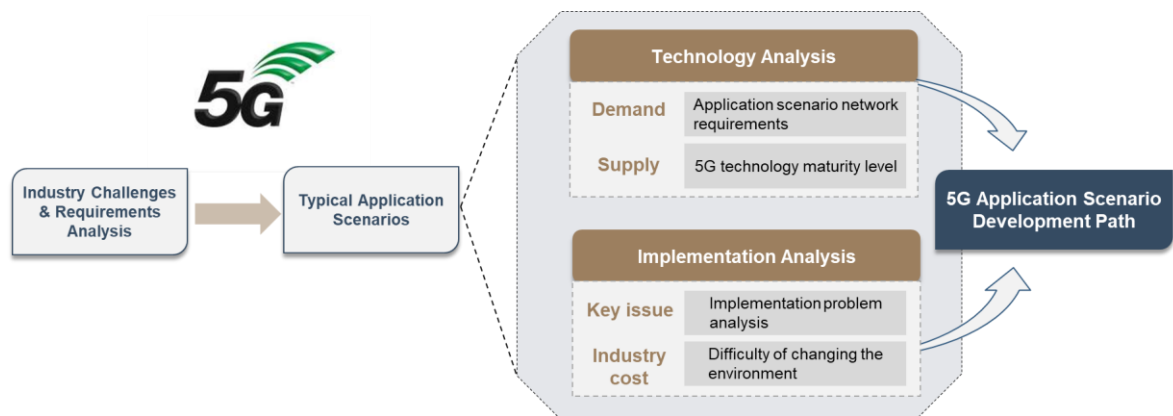 5G
Industry Challenges
& Requirements
Analysis
Typical Application
Scenarios
Technology Analysis
Demand
Application scenario network
requirements
Supply
5G technology maturity level
Implementation Analysis
Key issue
Implementation problem
analysis
Industry
cost
Difficulty of changing the
environment
5G Application Scenario
Development Path